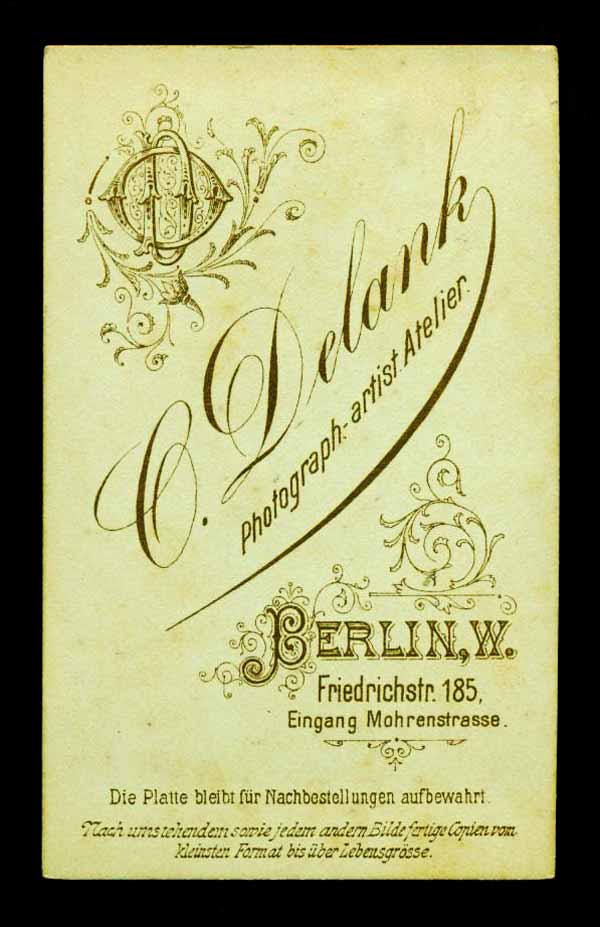 C. Delank
Photograph:- artist. Atelier.
BERLIN, W.
Friedrichstr. 185,
Eingang Mohrenstrasse.
Die Platte bleibt für Nachbestellungen aufbewahrt.
Nach umstehendem sowie jedem andern Bilde fertige Copien vom
kleinsten Format bis über Lebensgrösse.